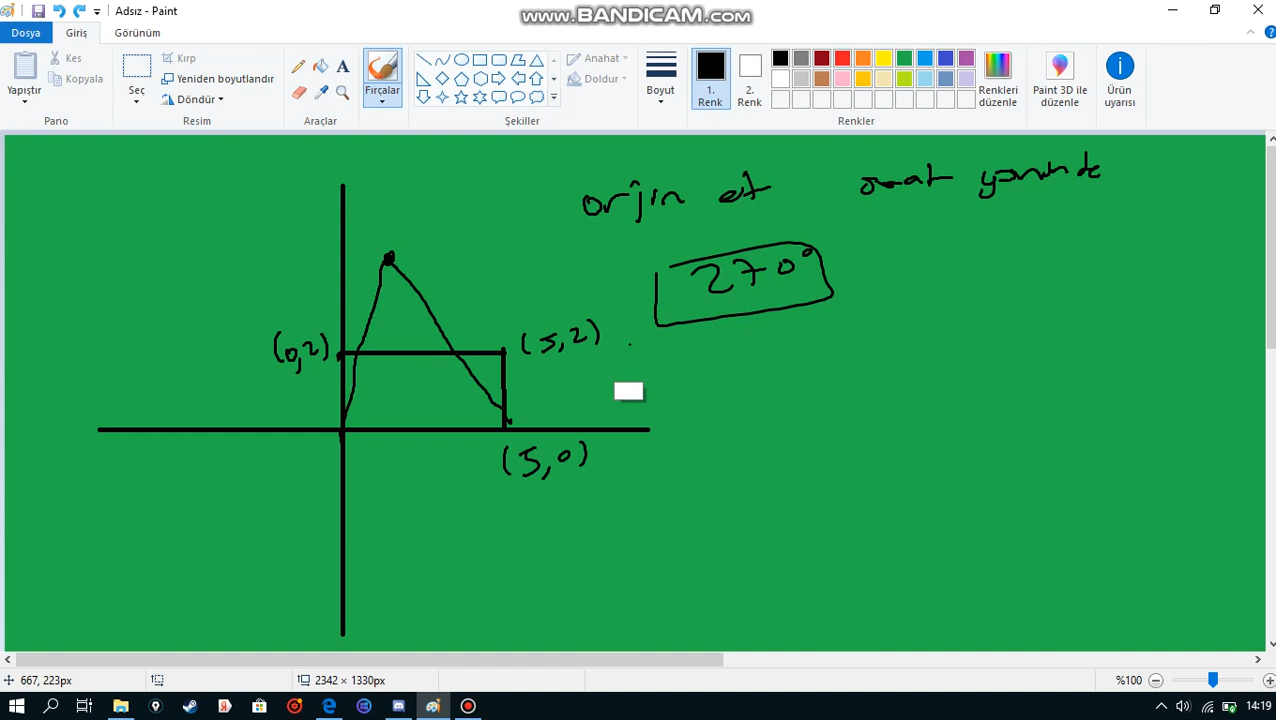 Adsız - Paint
www.BANDICAM.com
Dosya
Giriş
Görünüm
Yapıştır
Kes
Kopyala
Pano
Seç
Kırp
Yeniden boyutlandır
Döndür
Resim
A
Araçlar
Fırçalar
Anahat
Doldur
Şekiller
Boyut
1.
Renk
2.
Renk
Renkleri
düzenle
Renkler
Paint 3D ile
düzenle
Ürün
uyarısı
orjin et saat yönünde
270°
(0,2)
(5,2)
(5,0)
667, 223px
2342 × 1330px
%100
14:19